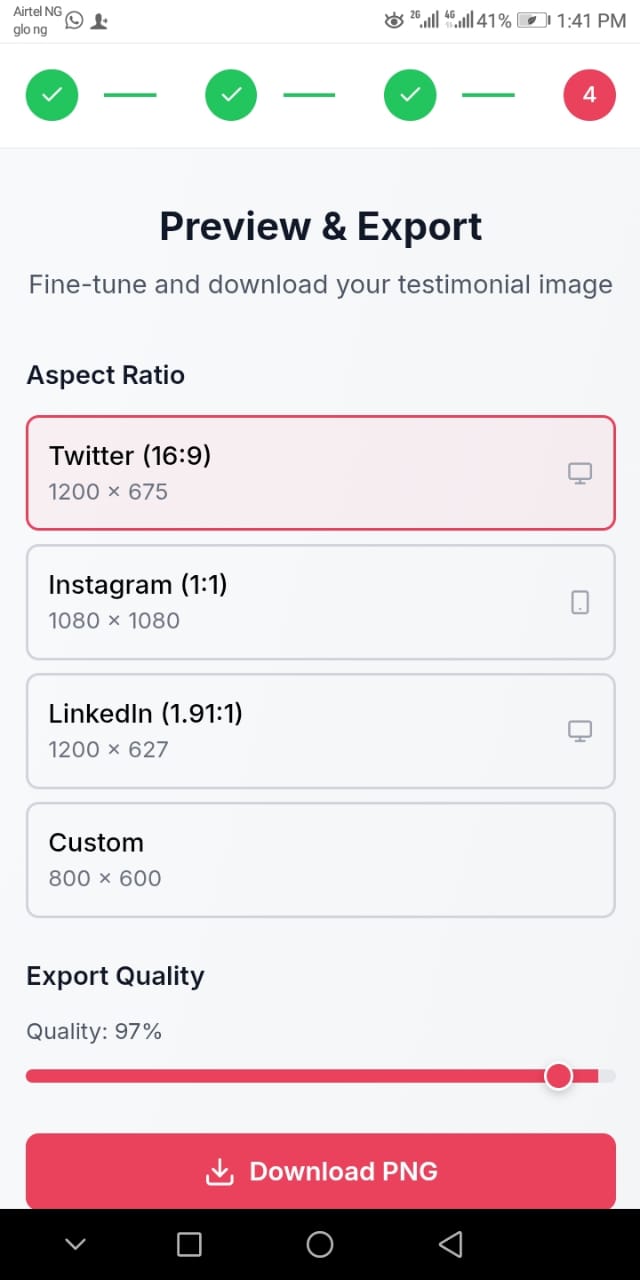 Airtel NG
glo ng
2G 4G 41% 1:41 PM
4
Preview & Export
Fine-tune and download your testimonial image
Aspect Ratio
Twitter (16:9)
1200 × 675
Instagram (1:1)
1080 × 1080
LinkedIn (1.91:1)
1200 × 627
Custom
800 × 600
Export Quality
Quality: 97%
Download PNG